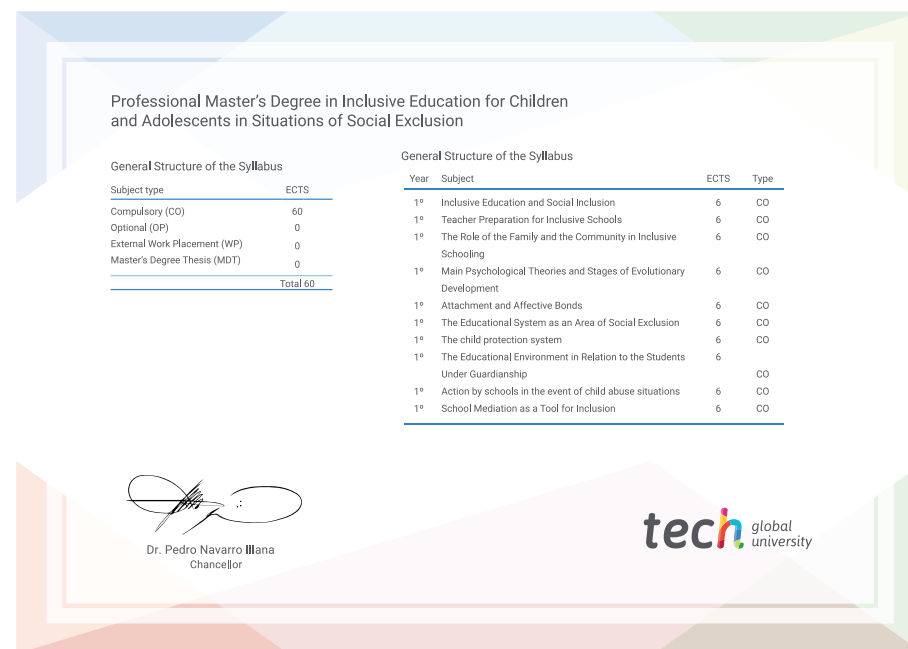 Professional Master's Degree in Inclusive Education for Children
and Adolescents in Situations of Social Exclusion
General Structure of the Syllabus
Subject type ECTS
Compulsory (CO) 60
Optional (OP) 0
External Work Placement (WP) 0
Master's Degree Thesis (MDT) 0
Total 60
General Structure of the Syllabus
Year Subject ECTS Type
1º Inclusive Education and Social Inclusion 6 CO
1º Teacher Preparation for Inclusive Schools 6 CO
1º The Role of the Family and the Community in Inclusive 6 CO
Schooling
1º Main Psychological Theories and Stages of Evolutionary 6 CO
Development
1º Attachment and Affective Bonds 6 CO
1º The Educational System as an Area of Social Exclusion 6 CO
1º The child protection system 6 CO
1º The Educational Environment in Relation to the Students 6
Under Guardianship CO
1º Action by schools in the event of child abuse situations 6 CO
1º School Mediation as a Tool for Inclusion 6 CO
Dr. Pedro Navarro Illana
Chancellor
tech global
university